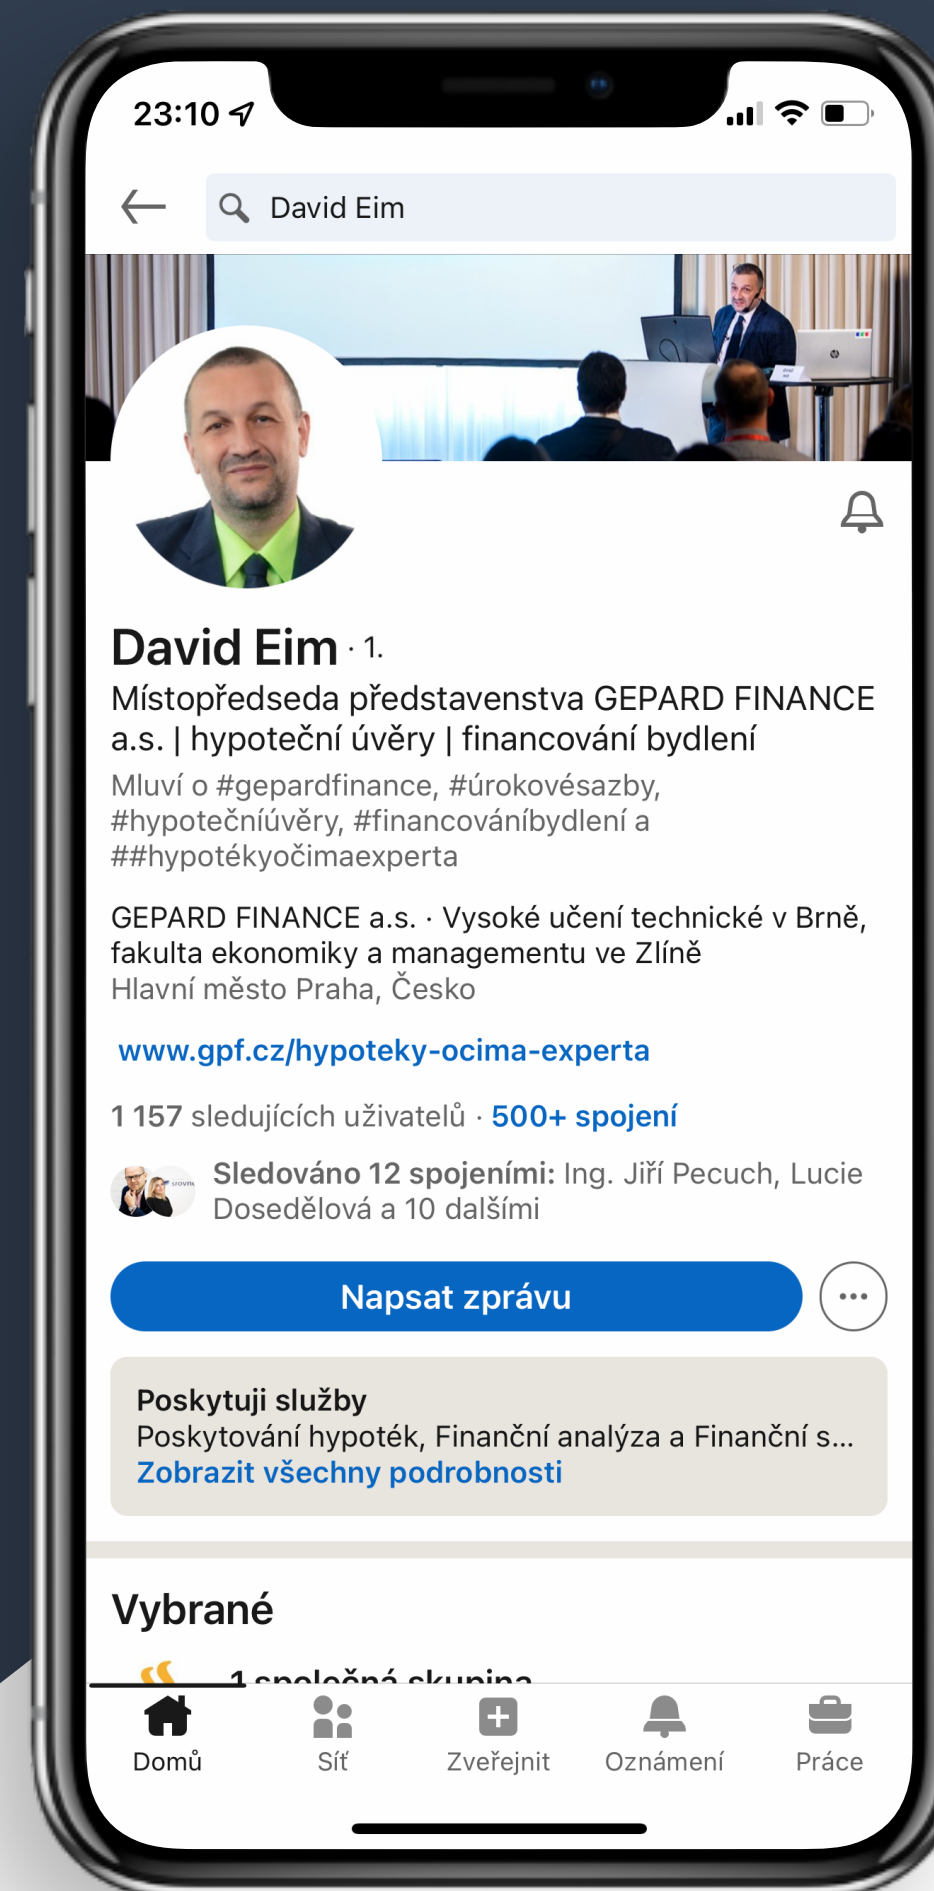 23:10
David Eim
David Eim · 1.
Místopředseda představenstva GEPARD FINANCE
a.s. | hypoteční úvěry | financování bydlení
Mluví o #gepardfinance, #úrokovésazby,
#hypotečníúvěry, #financováníbydlení a
##hypotékyočimaexperta
GEPARD FINANCE a.s. · Vysoké učení technické v Brně,
fakulta ekonomiky a managementu ve Zlíně
Hlavní město Praha, Česko
www.gpf.cz/hypoteky-ocima-experta
1 157 sledujících uživatelů · 500+ spojení
Sledováno 12 spojeními: Ing. Jiří Pecuch, Lucie
Dosedělová a 10 dalšími
Napsat zprávu
Poskytuji služby
Poskytování hypoték, Finanční analýza a Finanční s...
Zobrazit všechny podrobnosti
Vybrané
1 společná skupina
Domů
Síť
Zveřejnit
Oznámení
Práce